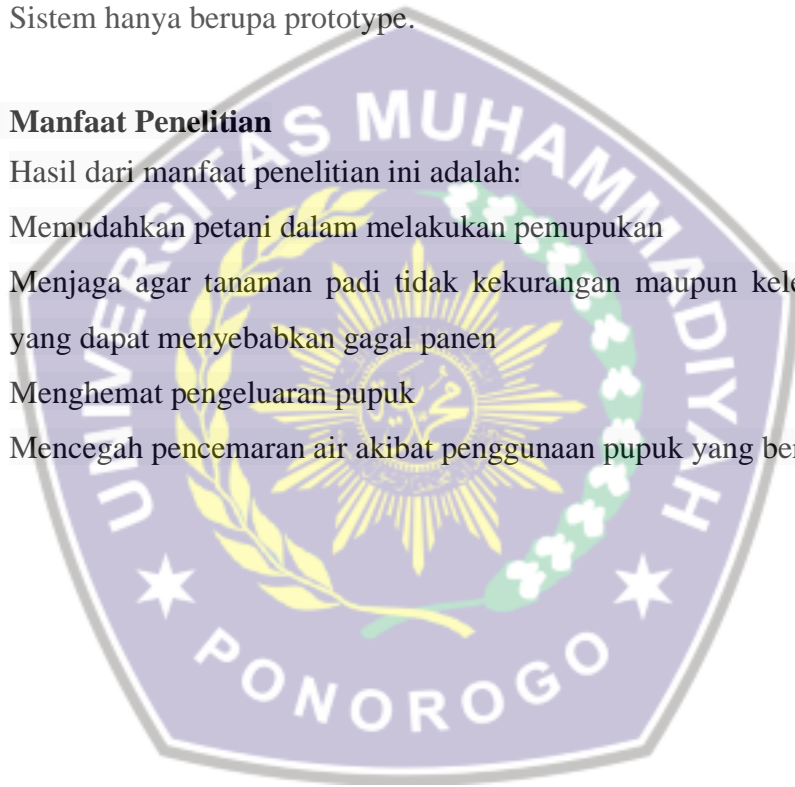 Sistem hanya berupa prototype.
Manfaat Penelitian
Hasil dari manfaat penelitian ini adalah:
Memudahkan petani dalam melakukan pemupukan
Menjaga agar tanaman padi tidak kekurangan maupun kele
yang dapat menyebabkan gagal panen
Menghemat pengeluaran pupuk
Mencegah pencemaran air akibat penggunaan pupuk yang ber
UNIVERSITAS MUHAMMADIYAH
PONOROGO